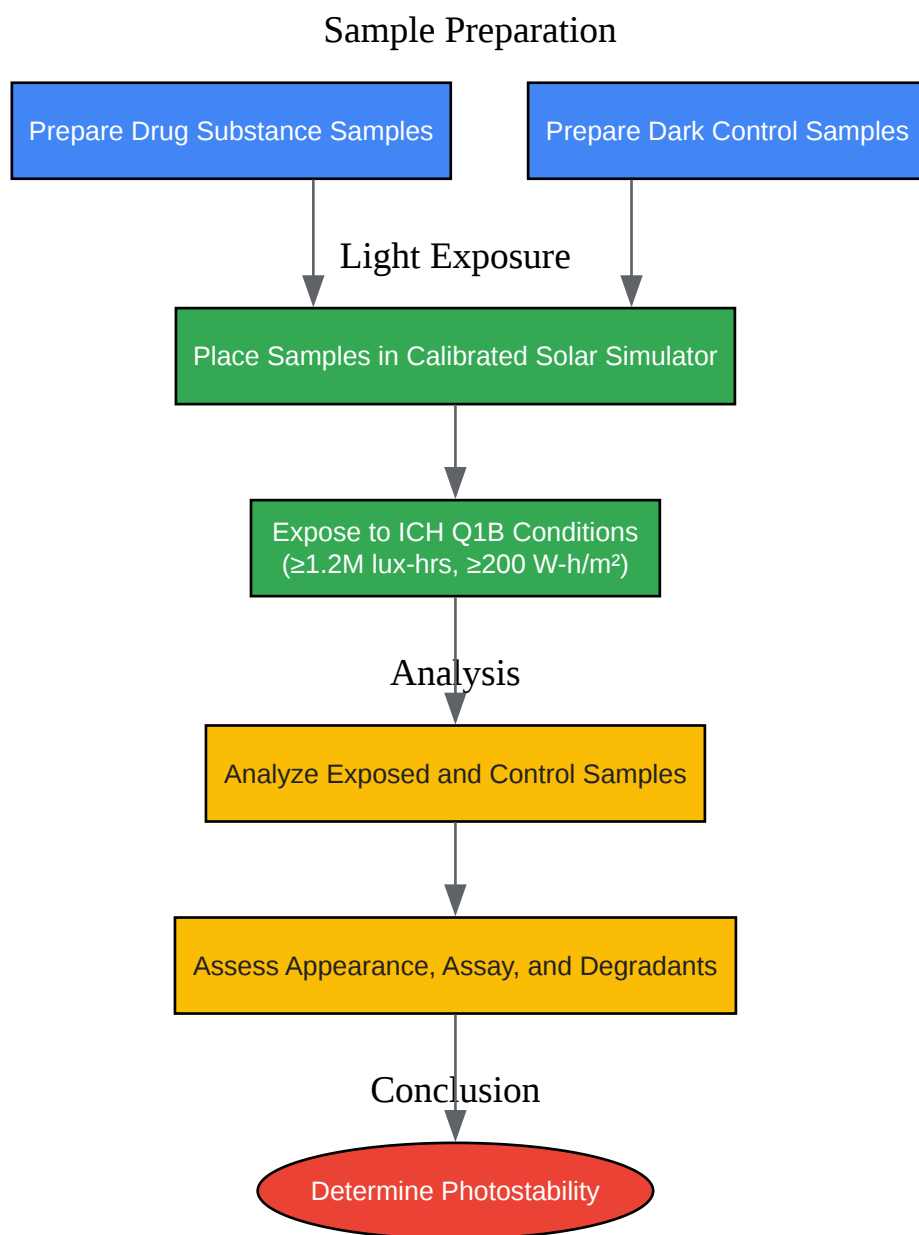 Sample Preparation
Prepare Drug Substance Samples
Prepare Dark Control Samples
Light Exposure
Place Samples in Calibrated Solar Simulator
Expose to ICH Q1B Conditions
(≥1.2M lux-hrs, ≥200 W-h/m²)
Analysis
Analyze Exposed and Control Samples
Assess Appearance, Assay, and Degradants
Conclusion
Determine Photostability